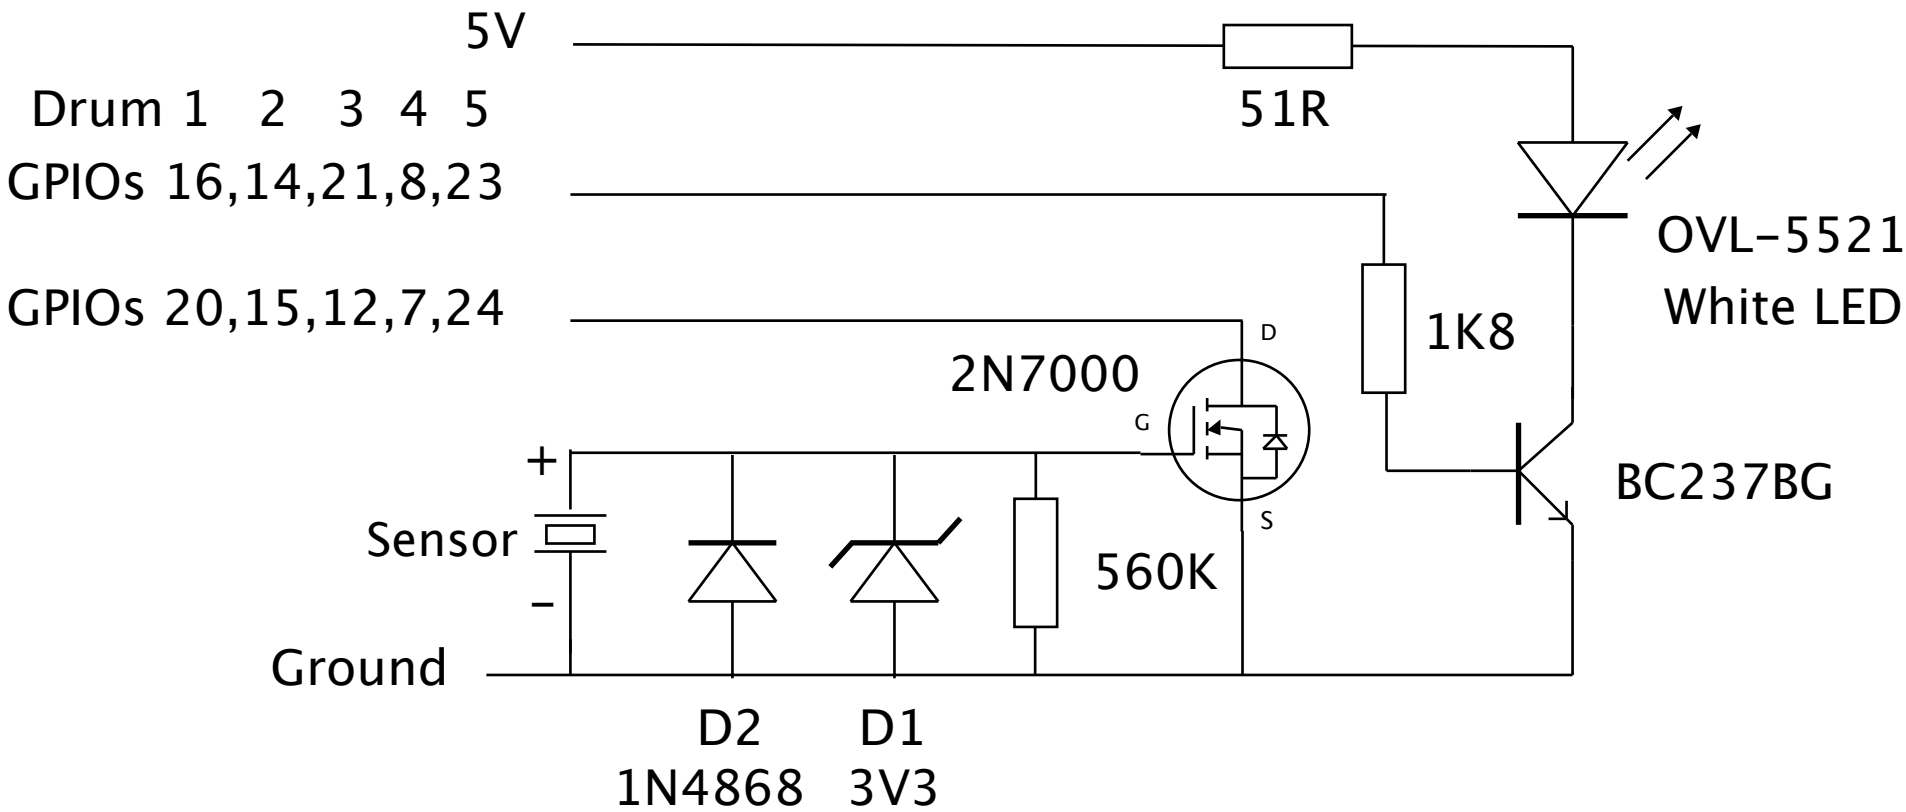 5V
51R
Drum 1 2 3 4 5
GPIOs 16,14,21,8,23
OVL-5521
White LED
GPIOs 20,15,12,7,24
1K8
D
2N7000
G
+
BC237BG
S
Sensor
560K
-
Ground
D2
1N4868
D1
3V3